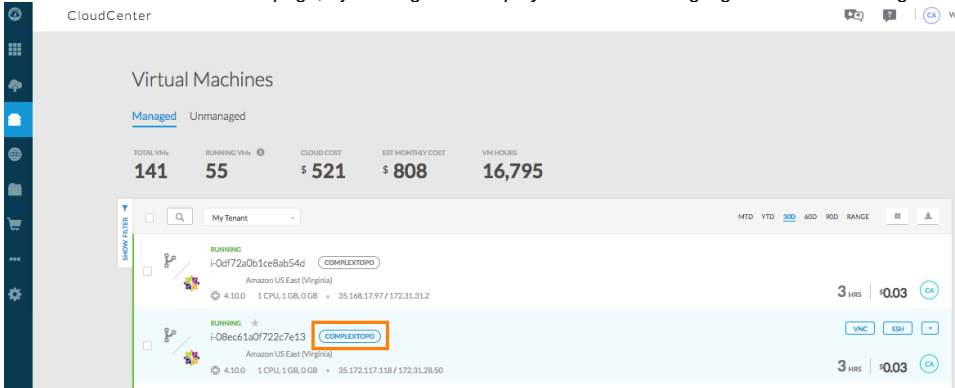 CloudCenter
CA
Virtual Machines
Managed Unmanaged
TOTAL VMs RUNNING VMs CLOUD COST EST MONTHLY COST VM HOURS
141 55 $ 521 $ 808 16,795
SHOW FILTER
My Tenant MTD YTD 30D 60D 90D RANGE
RUNNING
i-0df72a0b1ce8ab54d COMPLEXTOPO
Amazon US East (Virginia)
4.10.0 1 CPU, 1 GB, 0 GB 35.168.17.97 / 172.31.31.2 3 HRS $0.03 CA
RUNNING
i-08ec61a0f722c7e13 COMPLEXTOPO VNC SSH
Amazon US East (Virginia)
4.10.0 1 CPU, 1 GB, 0 GB 35.172.117.118 / 172.31.28.50 3 HRS $0.03 CA